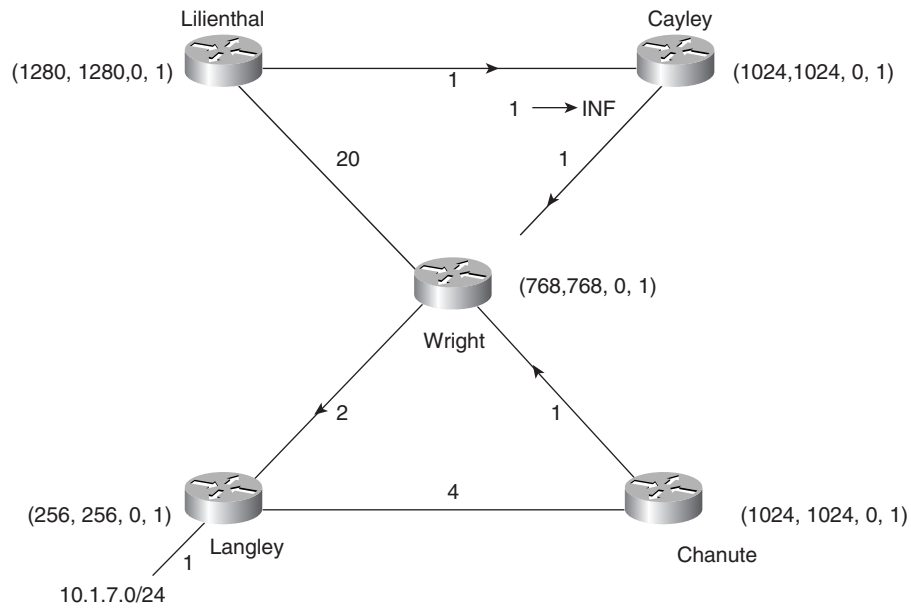 Lilienthal
Cayley
(1280, 1280,0, 1)
1
(1024,1024, 0, 1)
1 → INF
20
1
(768,768, 0, 1)
Wright
2
1
4
(256, 256, 0, 1)
(1024, 1024, 0, 1)
Langley
Chanute
1
10.1.7.0/24